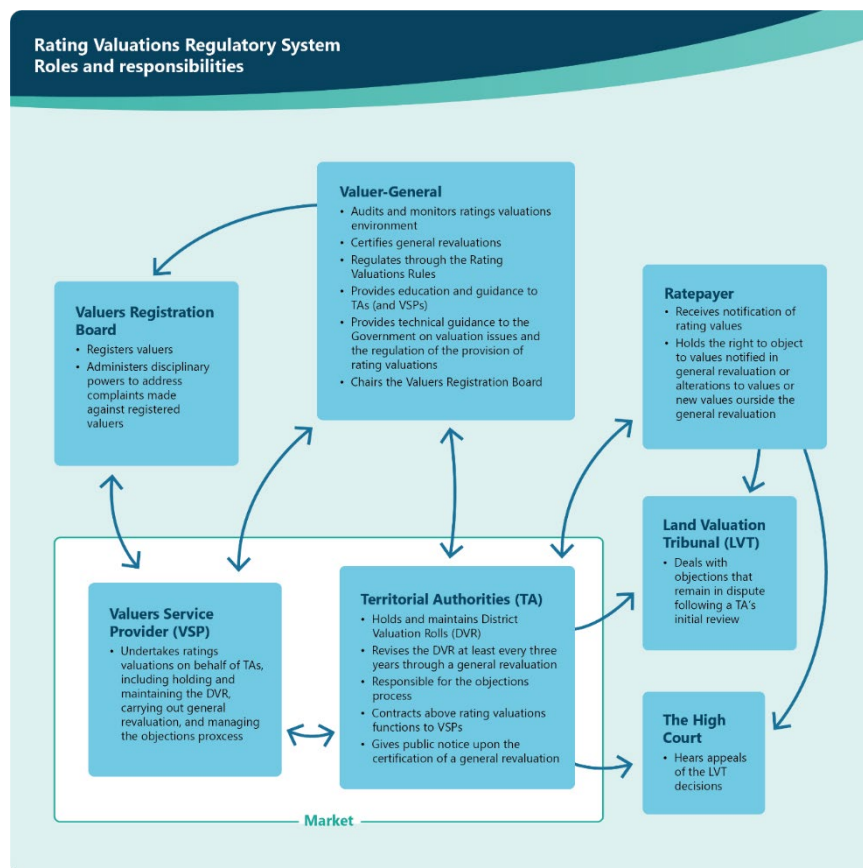 Rating Valuations Regulatory System
Roles and responsibilities
Valuer-General
• Audits and monitors ratings valuations
environment
• Certifies general revaluations
• Regulates through the Rating
Valuations Rules
• Provides education and guidance to
TAs (and VSPs)
• Provides technical guidance to the
Government on valuation issues and
the regulation of the provision of
rating valuations
• Chairs the Valuers Registration Board
Valuers Registration
Board
• Registers valuers
• Administers disciplinary
powers to address
complaints made
against registered
valuers
Ratepayer
• Receives notification of
rating values
• Holds the right to object
to values notified in
general revaluation or
alterations to values or
new values ourside the
general revaluation
Land Valuation
Tribunal (LVT)
• Deals with
objections that
remain in dispute
following a TA's
initial review
Valuers Service
Provider (VSP)
• Undertakes ratings
valuations on behalf of TAs,
including holding and
maintaining the DVR,
carrying out general
revaluation, and managing
the objections proxcess
Territorial Authorities (TA)
• Holds and maintains District
Valuation Rolls (DVR)
• Revises the DVR at least every three
years through a general revaluation
• Responsible for the objections
process
• Contracts above rating valuations
functions to VSPs
• Gives public notice upon the
certification of a general revaluation
The High
Court
• Hears appeals
of the LVT
decisions
Market